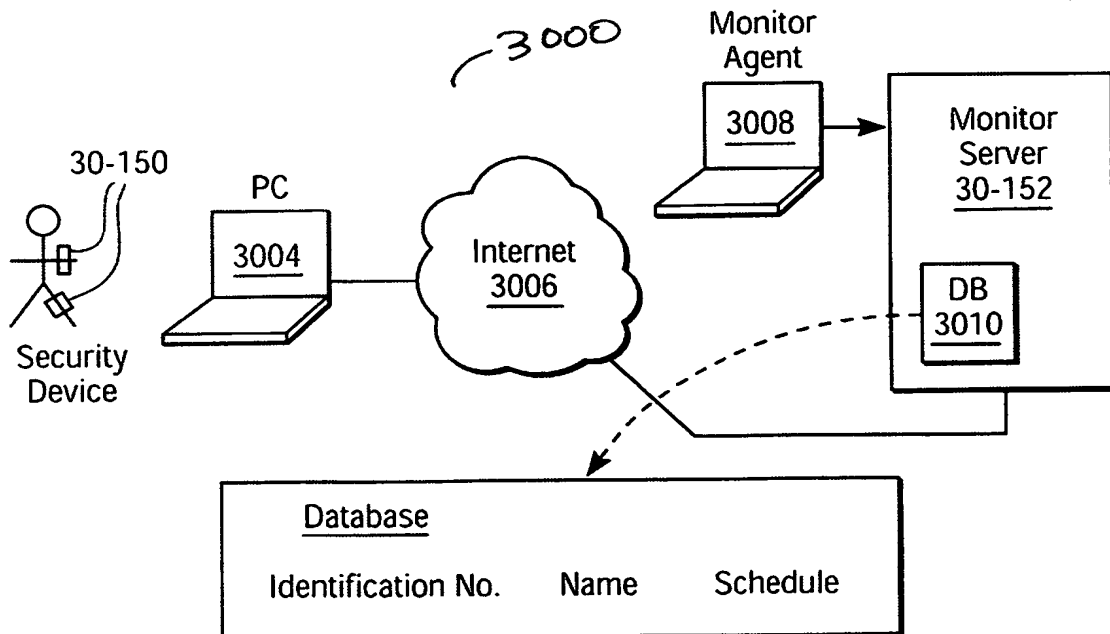 3000
Monitor
Agent
3008
Monitor
Server
30-152
30-150
PC
3004
Internet
3006
DB
3010
Security
Device
Database
Identification No. Name Schedule